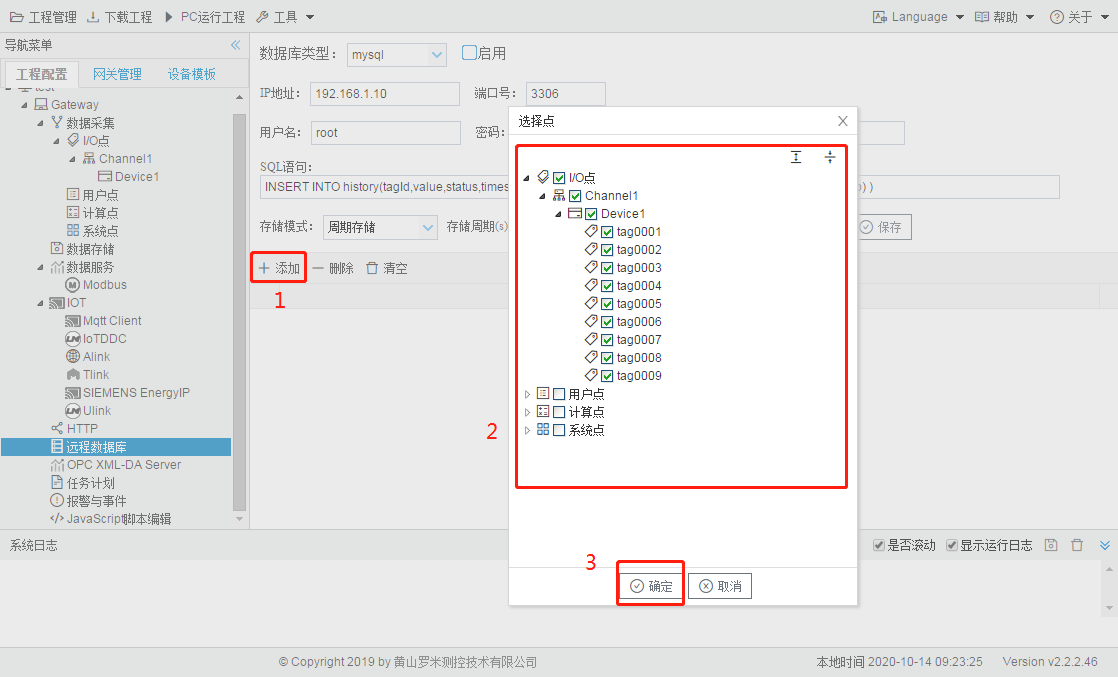 工程管理 下载工程 PC运行工程 工具 Language 帮助 关于
导航菜单
工程配置 网关管理 设备模板
test
Gateway
数据采集
I/O点
Channel1
Device1
用户点
计算点
系统点
数据存储
数据服务
Modbus
IOT
Mqtt Client
IoTDDC
Alink
Tlink
SIEMENS EnergyIP
Ulink
HTTP
远程数据库
OPC XML-DA Server
任务计划
报警与事件
JavaScript脚本编辑
数据库类型: mysql 启用
IP地址: 192.168.1.10 端口号: 3306
用户名: root 密码:
SQL语句:
INSERT INTO history(tagId,value,status,times
存储模式: 周期存储 存储周期(s) 保存
添加 删除 清空
1
选择点
I/O点
Channel1
Device1
tag0001
tag0002
tag0003
tag0004
tag0005
tag0006
tag0007
tag0008
tag0009
用户点
计算点
系统点
2
3
确定 取消
系统日志 是否滚动 显示运行日志
© Copyright 2019 by 黄山罗米测控技术有限公司 本地时间 2020-10-14 09:23:25 Version v2.2.2.46